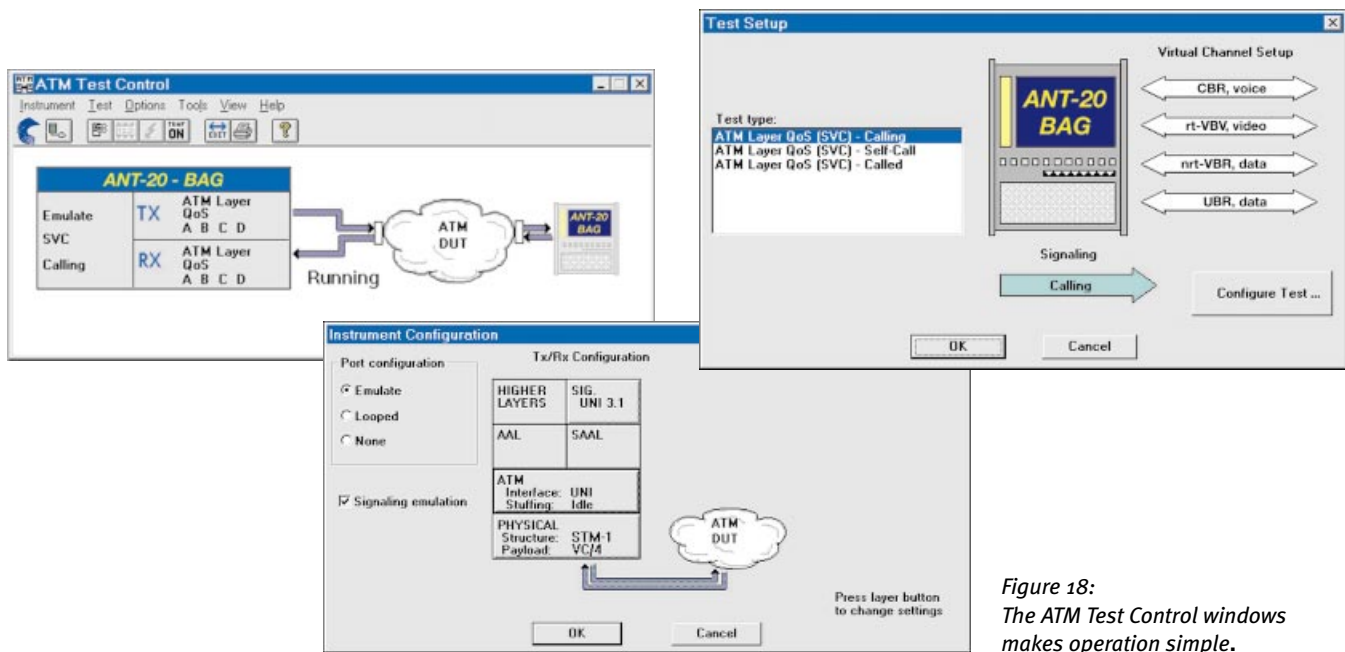 ATM Test Control
Instrument Test Options Tools View Help
TEST ON EXIT ?
ANT-20 - BAG
Emulate
SVC
Calling
TX
ATM Layer
QoS
A B C D
RX
ATM Layer
QoS
A B C D
Running
ATM
DUT
ANT-20
BAG
Test Setup
Virtual Channel Setup
Test type:
ATM Layer QoS (SVC) - Calling
ATM Layer QoS (SVC) - Self-Call
ATM Layer QoS (SVC) - Called
ANT-20
BAG
CBR, voice
rt-VBV, video
nrt-VBR, data
UBR, data
Signaling
Calling
Configure Test ...
OK
Cancel
Instrument Configuration
Port configuration
Emulate
Looped
None
Signaling emulation
Tx/Rx Configuration
HIGHER
LAYERS
SIG.
UNI 3.1
AAL
SAAL
ATM
Interface: UNI
Stuffing: Idle
PHYSICAL
Structure: STM-1
Payload: VC/4
ATM
DUT
Press layer button
to change settings
OK
Cancel
Figure 18:
The ATM Test Control windows
makes operation simple.